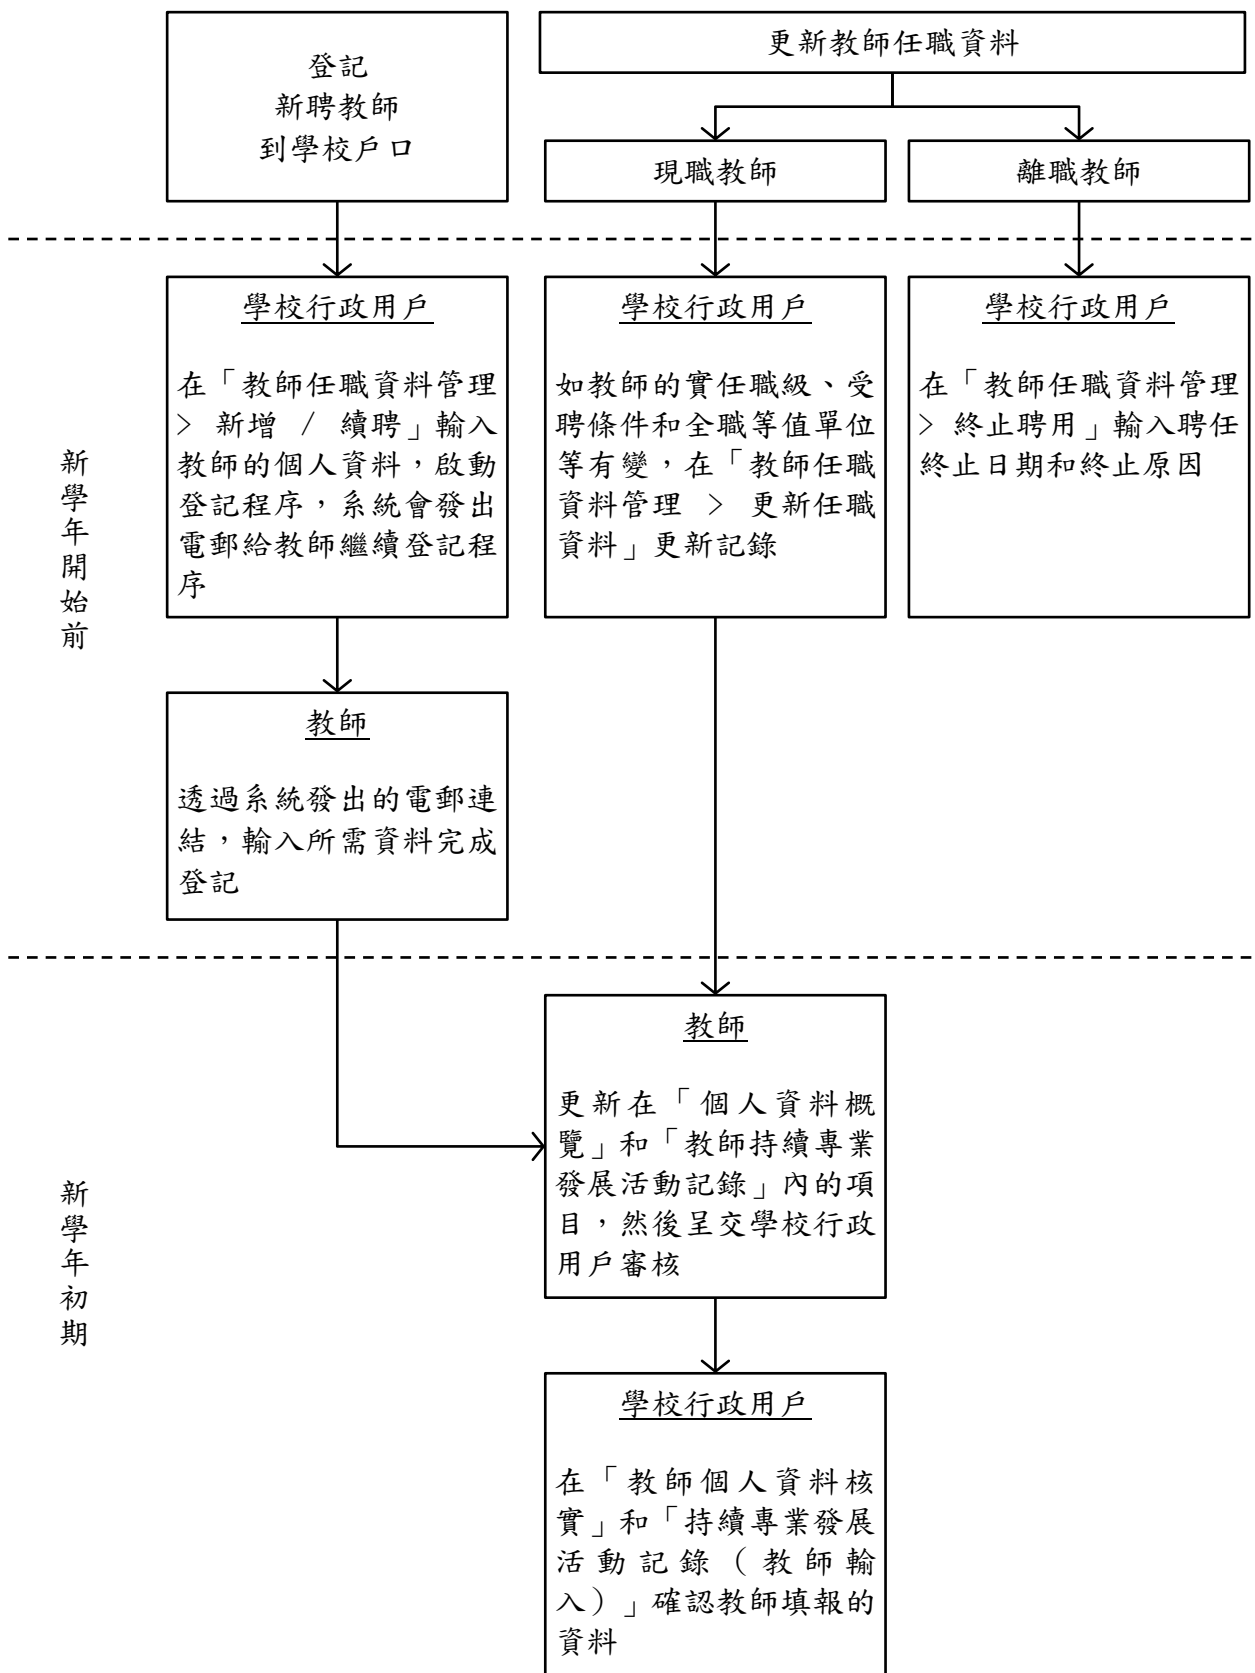 登記
新聘教師
到學校戶口
更新教師任職資料
現職教師
離職教師
新學年開始前
學校行政用戶
在「教師任職資料管理
> 新增 / 續聘」輸入
教師的個人資料，啟動
登記程序，系統會發出
電郵給教師繼續登記程
序
學校行政用戶
如教師的實任職級、受
聘條件和全職等值單位
等有變，在「教師任職
資料管理 > 更新任職
資料」更新記錄
學校行政用戶
在「教師任職資料管理
> 終止聘用」輸入聘任
終止日期和終止原因
教師
透過系統發出的電郵連
結，輸入所需資料完成
登記
新學年初期
教師
更新在「個人資料概
覽」和「教師持續專業
發展活動記錄」內的項
目，然後呈交學校行政
用戶審核
學校行政用戶
在「教師個人資料核
實」和「持續專業發展
活動記錄（教師輸
入）」確認教師填報的
資料